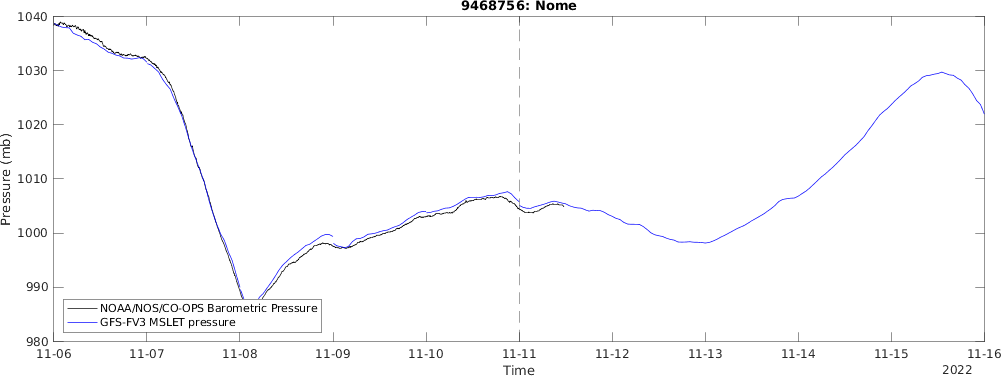 9468756: Nome
Pressure (mb)
1040
1030
1020
1010
1000
990
980
NOAA/NOS/CO-OPS Barometric Pressure
GFS-FV3 MSLET pressure
11-06 11-07 11-08 11-09 11-10 11-11 11-12 11-13 11-14 11-15 11-16
Time
2022